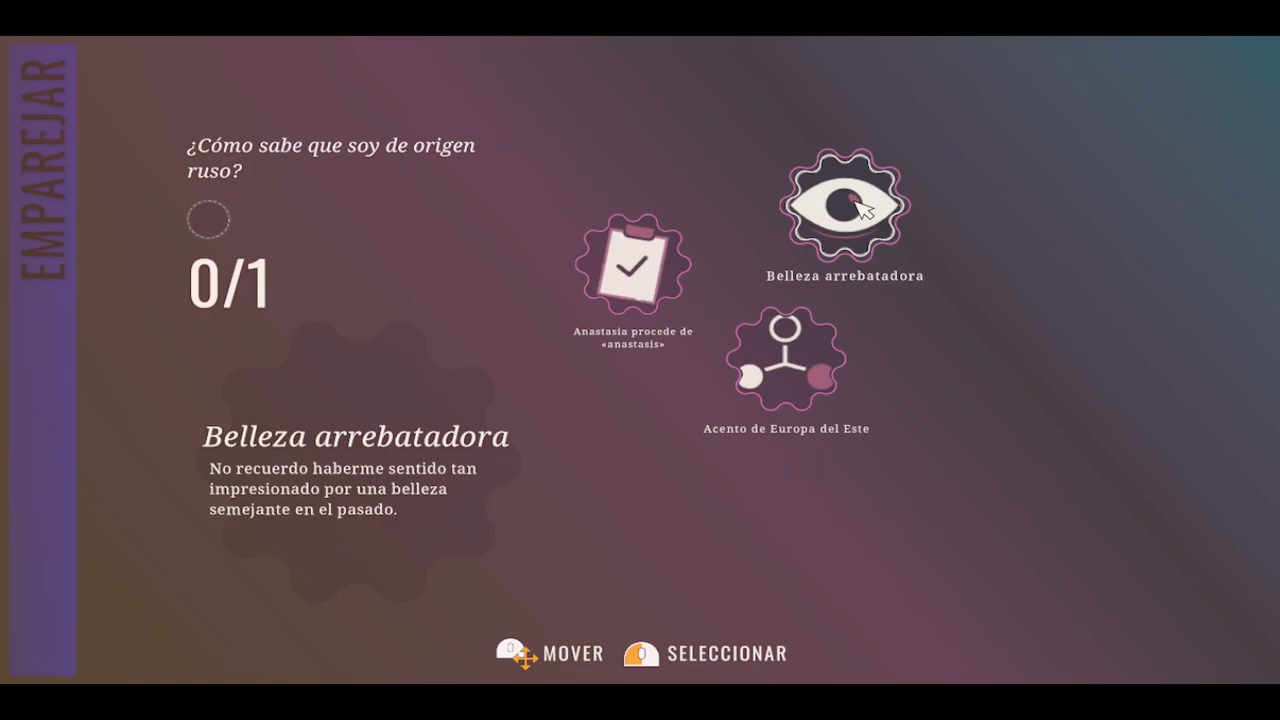 EMPAREJAR
¿Cómo sabe que soy de origen
ruso?
0/1
Belleza arrebatadora
Anastasia procede de
«anastasis»
Acento de Europa del Este
Belleza arrebatadora
No recuerdo haberme sentido tan
impresionado por una belleza
semejante en el pasado.
MOVER
SELECCIONAR